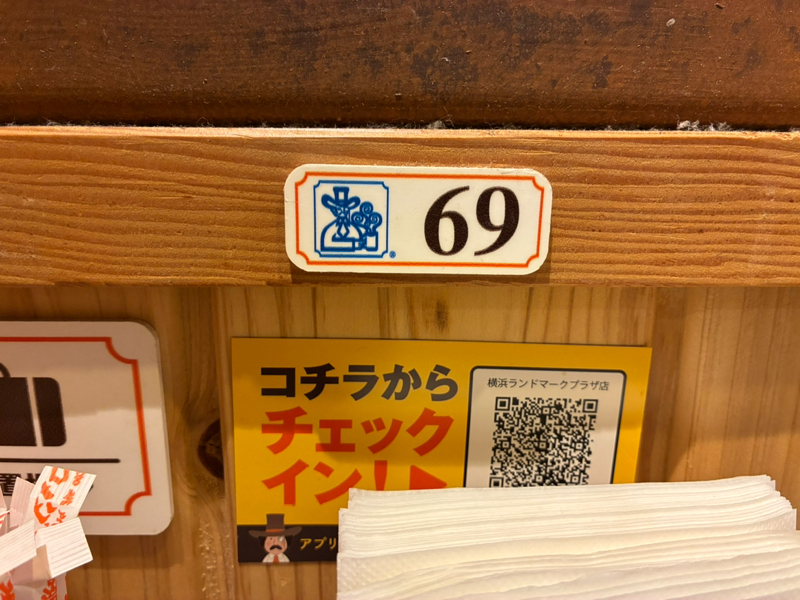 69
コチラから
チェック
イン！▶
横浜ランドマークプラザ店
アプリ